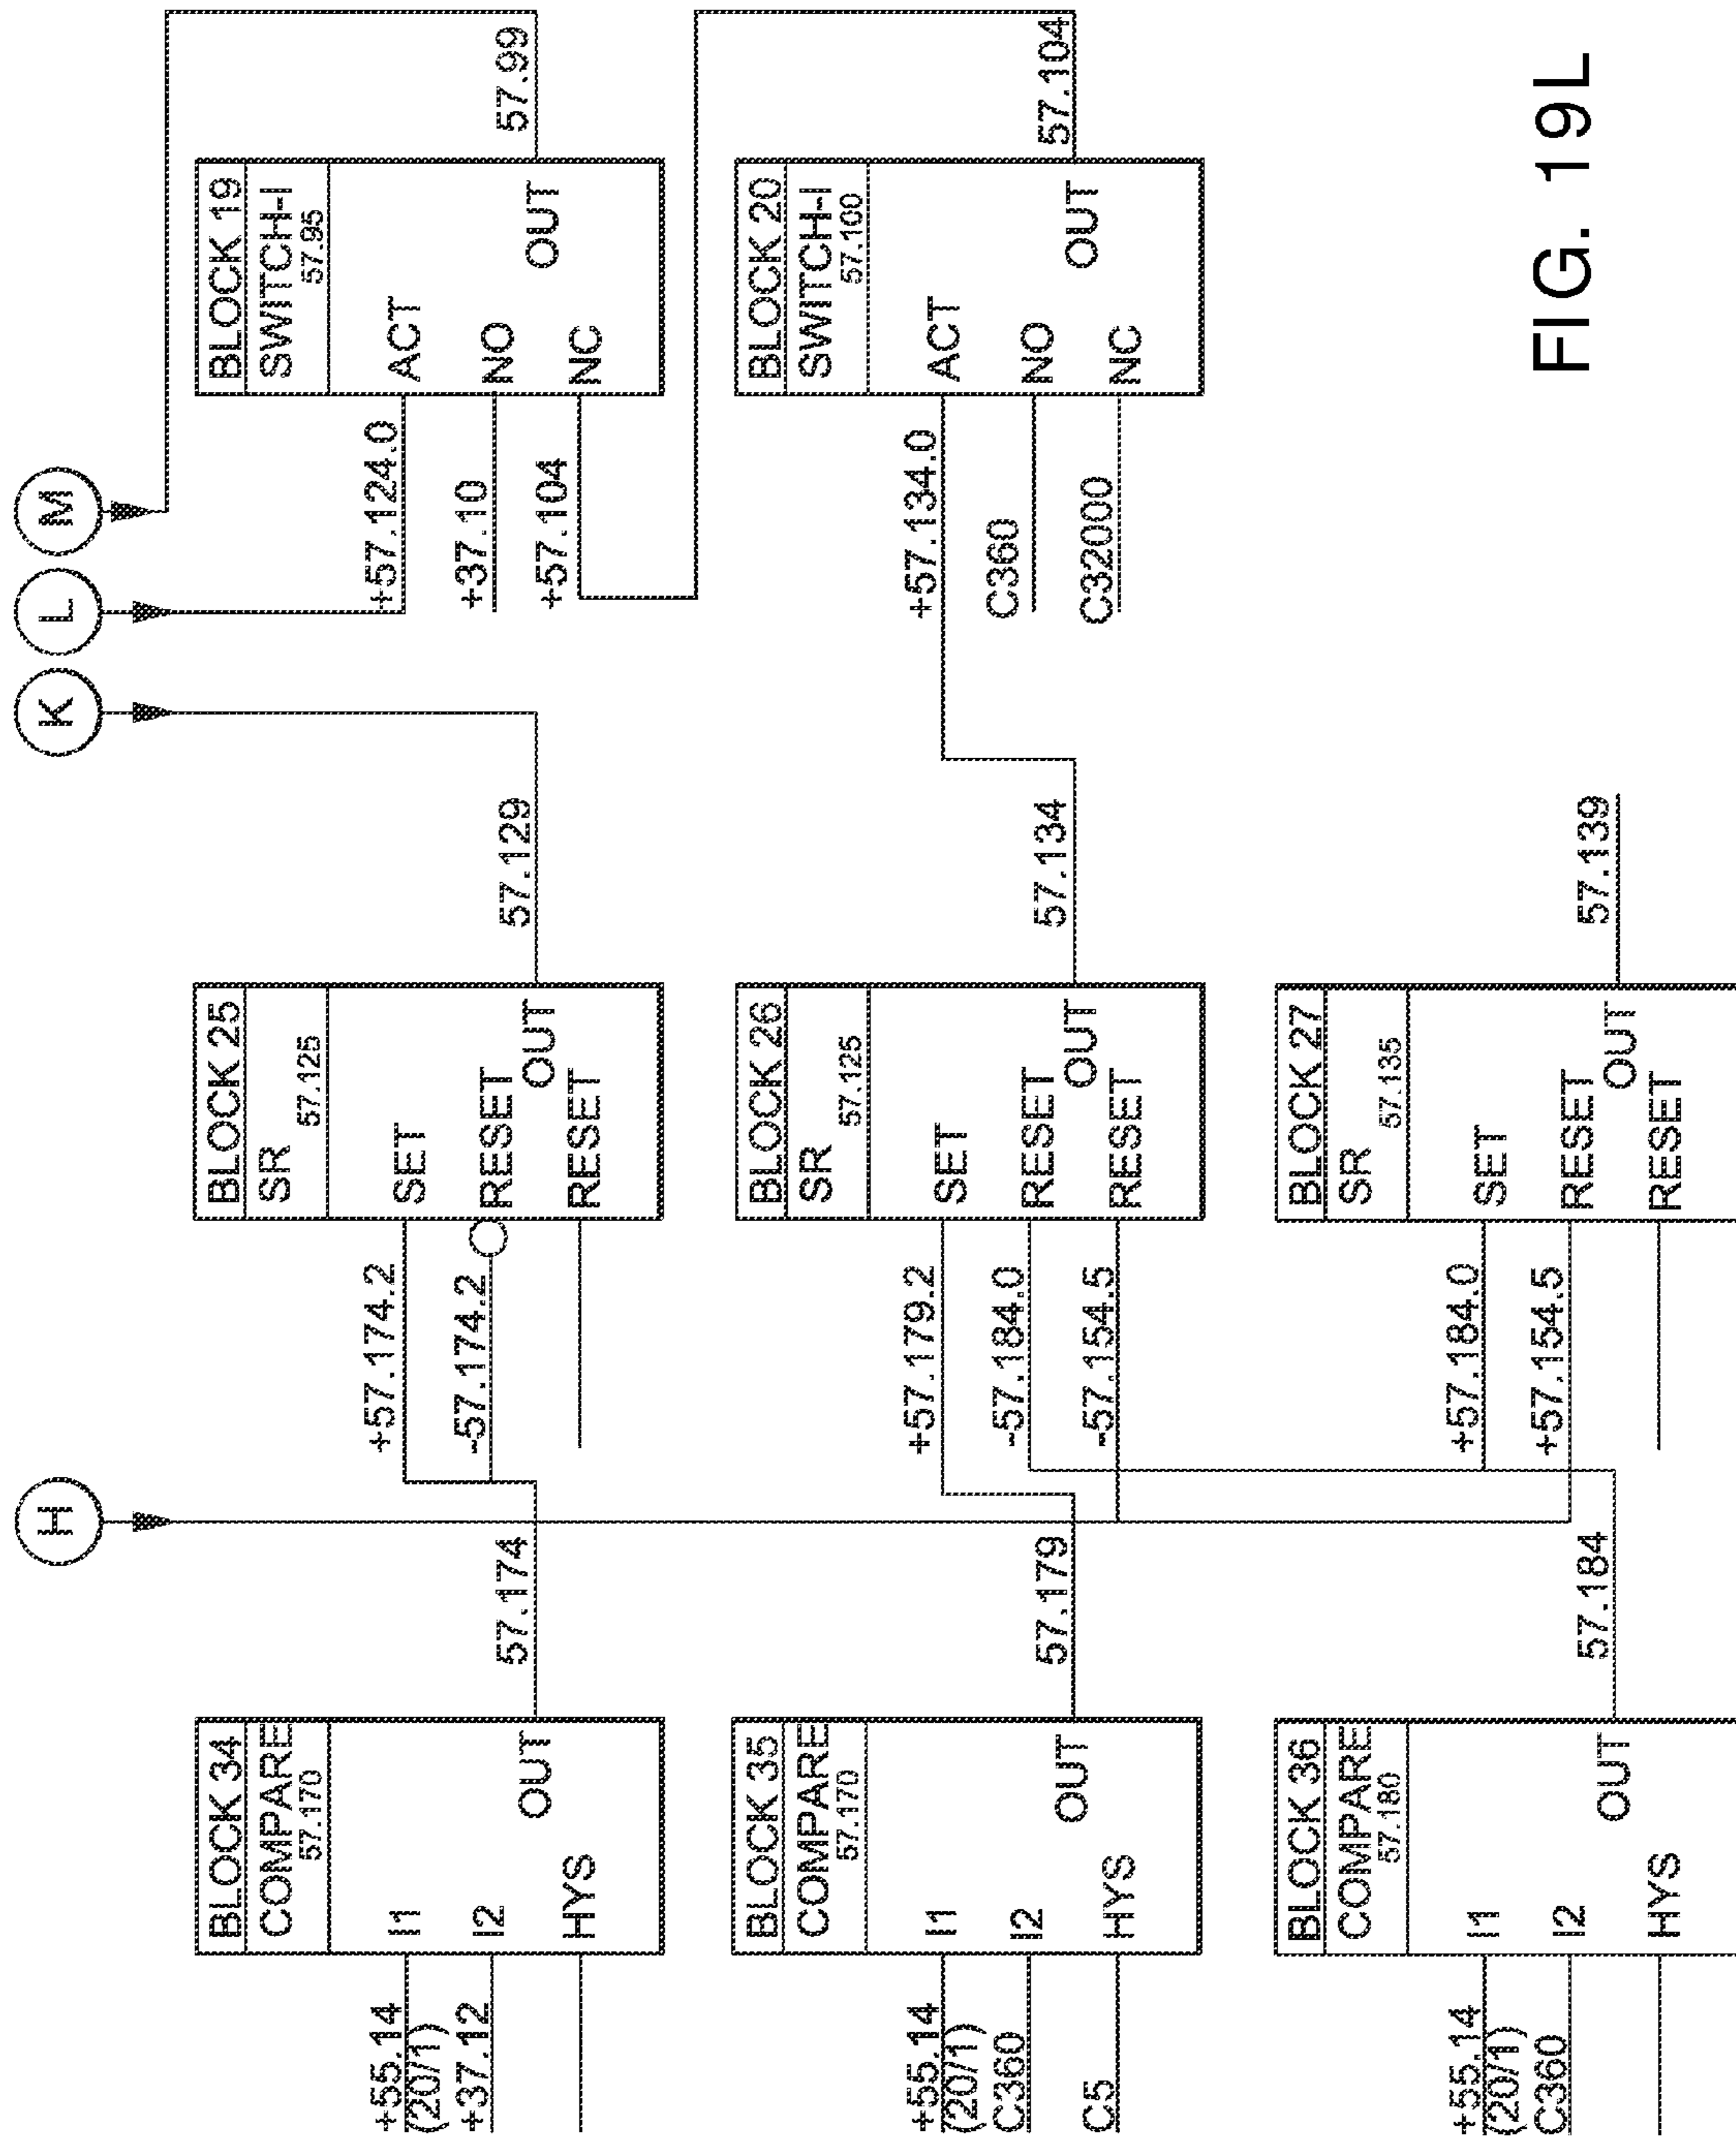 H
K
L
M
BLOCK 34
COMPARE
57.170
+55.14
(20/1)
I1
+37.12
I2
OUT
HYS
57.174
+57.174.2
-57.174.2
BLOCK 25
SR
57.125
SET
RESET
OUT
RESET
57.129
BLOCK 19
SWITCH-I
57.95
+57.124.0
ACT
+37.10
NO
OUT
+57.104
NC
57.99
BLOCK 35
COMPARE
57.170
+55.14
(20/1)
I1
C360
I2
OUT
C5
HYS
57.179
+57.179.2
-57.184.0
-57.154.5
BLOCK 26
SR
57.125
SET
RESET
OUT
RESET
57.134
BLOCK 20
SWITCH-I
57.100
+57.134.0
ACT
C360
NO
OUT
C32000
NC
57.104
BLOCK 36
COMPARE
57.180
+55.14
(20/1)
I1
C360
I2
OUT
HYS
57.184
+57.184.0
+57.154.5
BLOCK 27
SR
57.135
SET
RESET
OUT
RESET
57.139
FIG. 19L